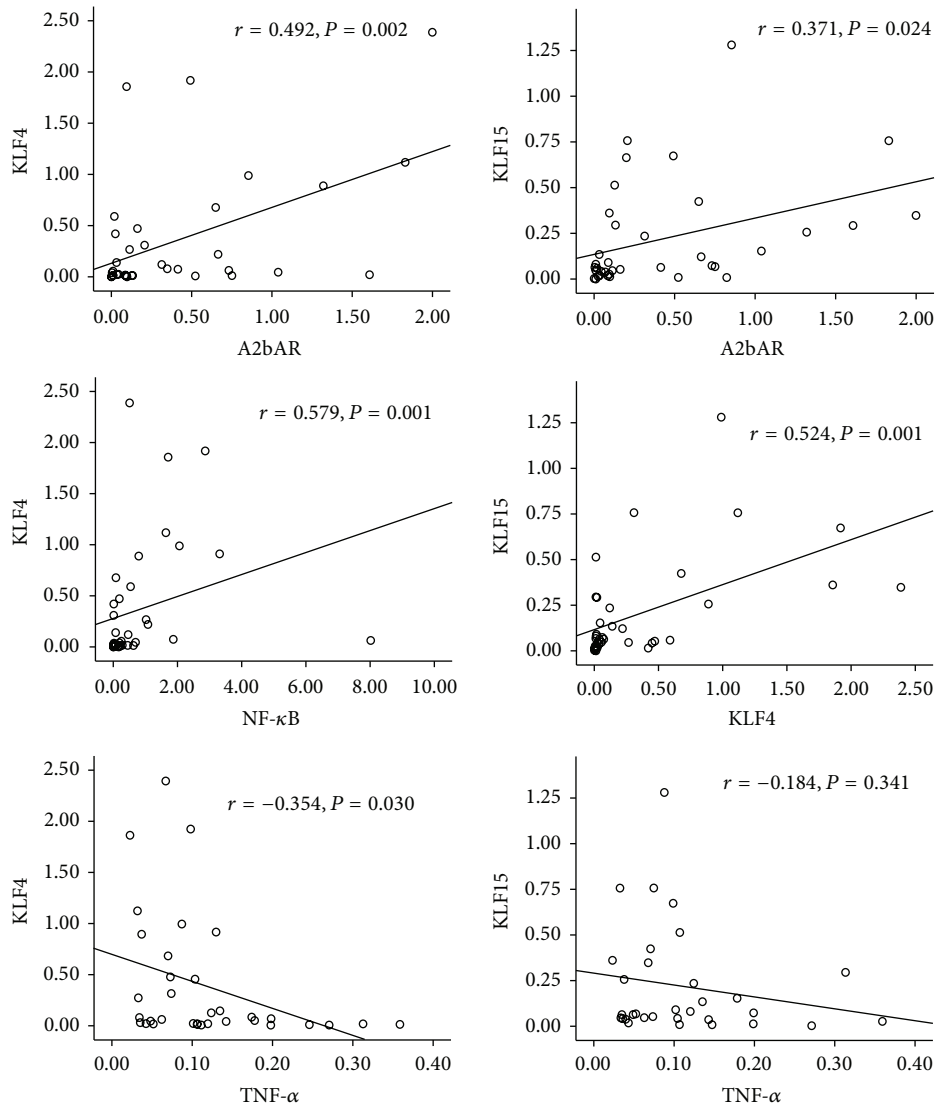 r = 0.492, P = 0.002
2.50
2.00
1.50
1.00
0.50
0.00
KLF4
0.00 0.50 1.00 1.50 2.00
A2bAR
r = 0.371, P = 0.024
1.25
1.00
0.75
0.50
0.25
0.00
KLF15
0.00 0.50 1.00 1.50 2.00
A2bAR
r = 0.579, P = 0.001
2.50
2.00
1.50
1.00
0.50
0.00
KLF4
0.00 2.00 4.00 6.00 8.00 10.00
NF-κB
r = 0.524, P = 0.001
1.25
1.00
0.75
0.50
0.25
0.00
KLF15
0.00 0.50 1.00 1.50 2.00 2.50
KLF4
r = −0.354, P = 0.030
2.50
2.00
1.50
1.00
0.50
0.00
KLF4
0.00 0.10 0.20 0.30 0.40
TNF-α
r = −0.184, P = 0.341
1.25
1.00
0.75
0.50
0.25
0.00
KLF15
0.00 0.10 0.20 0.30 0.40
TNF-α